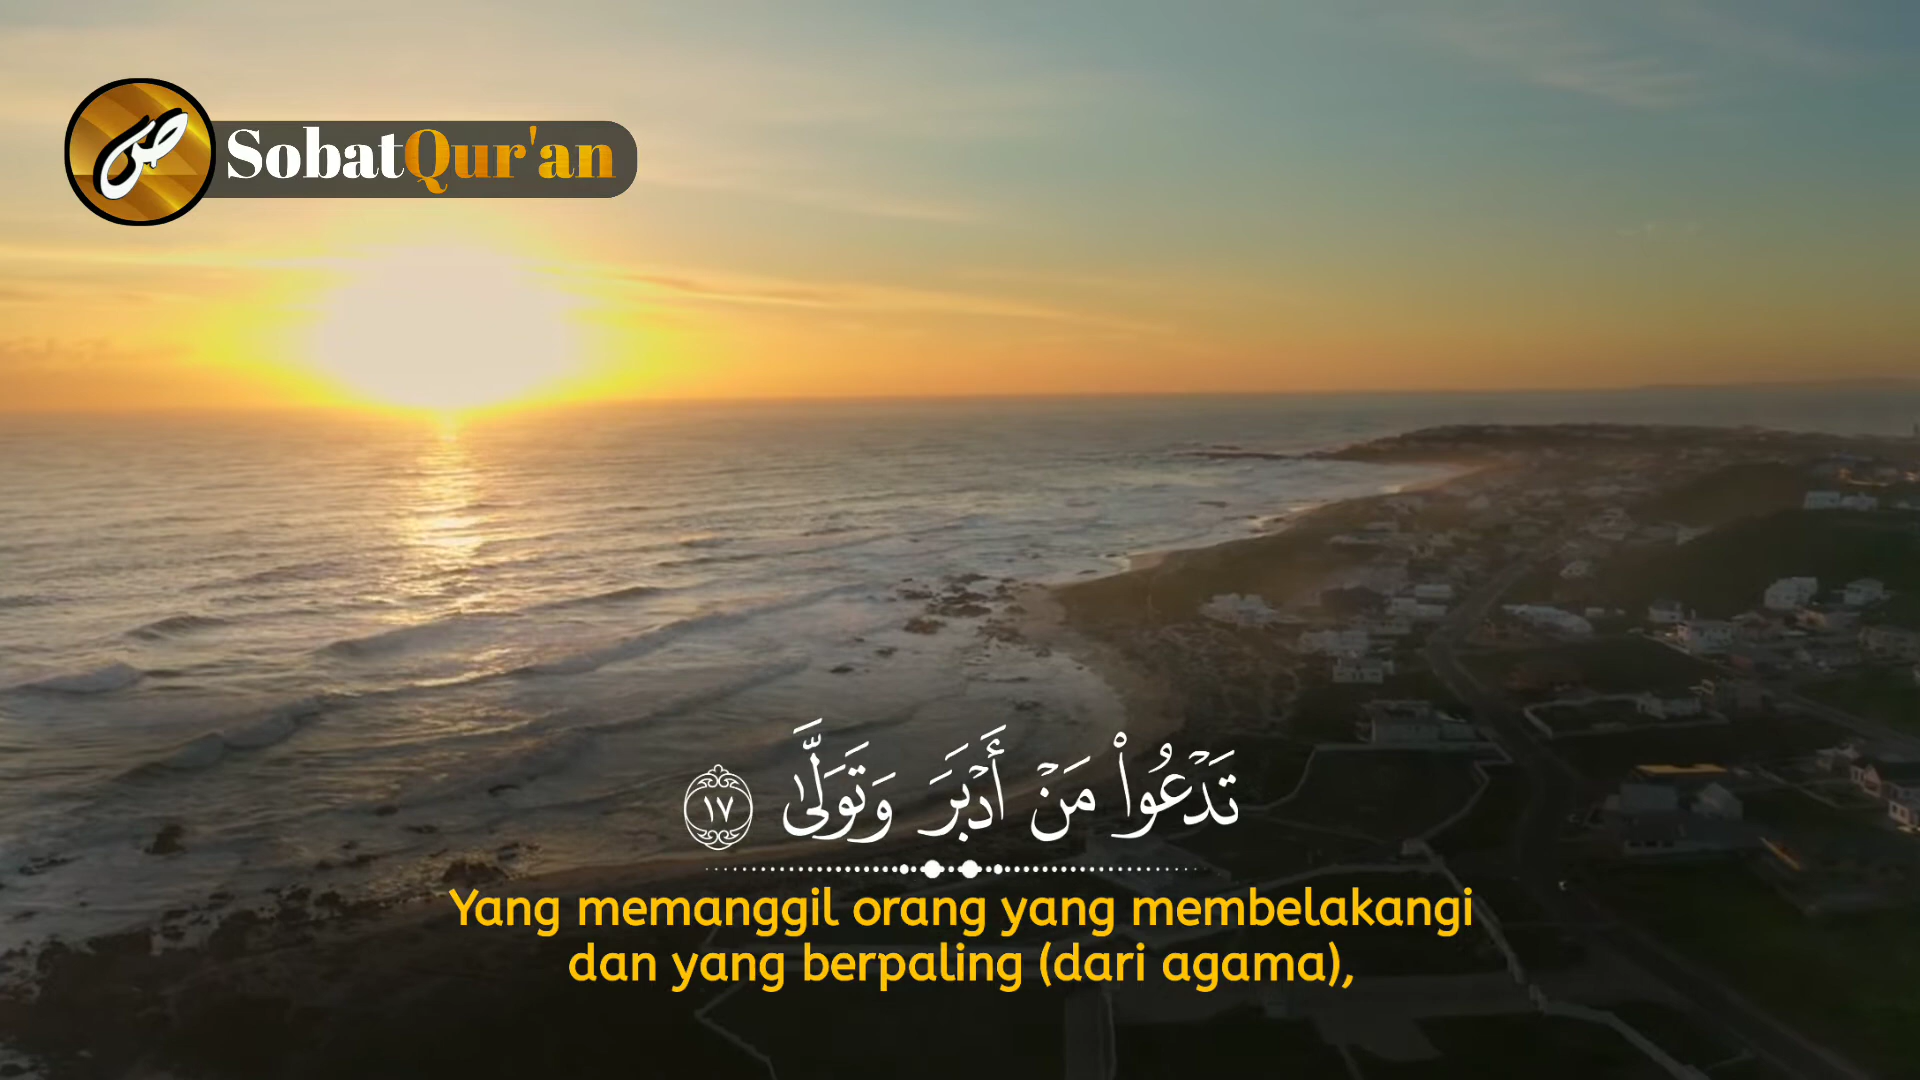 SobatQur'an
تَدۡعُواْ مَنۡ أَدۡبَرَ وَتَوَلَّىٰ ١٧
Yang memanggil orang yang membelakangi
dan yang berpaling (dari agama),